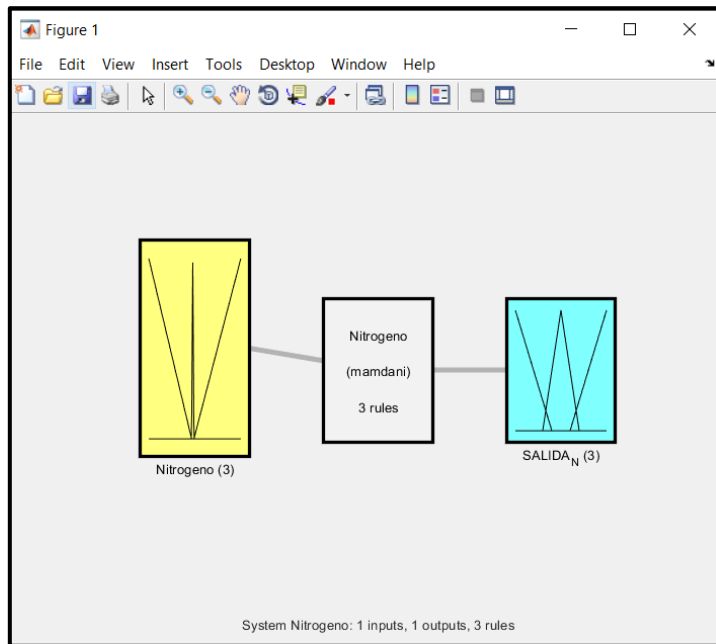 Figure 1
File Edit View Insert Tools Desktop Window Help
Nitrogeno
(mamdani)
3 rules
Nitrogeno (3)
SALIDA_N (3)
System Nitrogeno: 1 inputs, 1 outputs, 3 rules